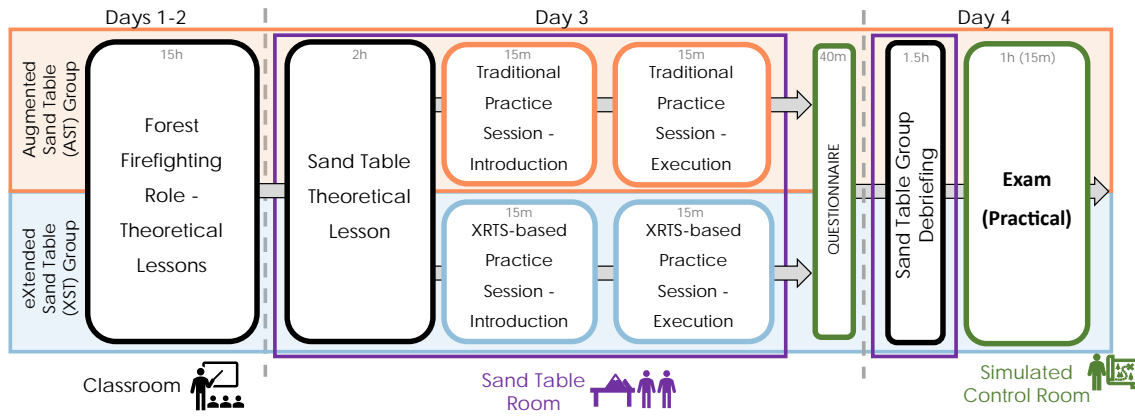 Days 1-2
Day 3
Day 4
Augmented
Sand Table
(AST) Group
eXtended
Sand Table
(XST) Group
15h
Forest
Firefighting
Role -
Theoretical
Lessons
2h
Sand Table
Theoretical
Lesson
15m
Traditional
Practice
Session -
Introduction
15m
Traditional
Practice
Session -
Execution
15m
XRTS-based
Practice
Session -
Introduction
15m
XRTS-based
Practice
Session -
Execution
40m
QUESTIONNAIRE
1.5h
Sand Table Group
Debriefing
1h (15m)
Exam
(Practical)
Classroom
Sand Table
Room
Simulated
Control Room